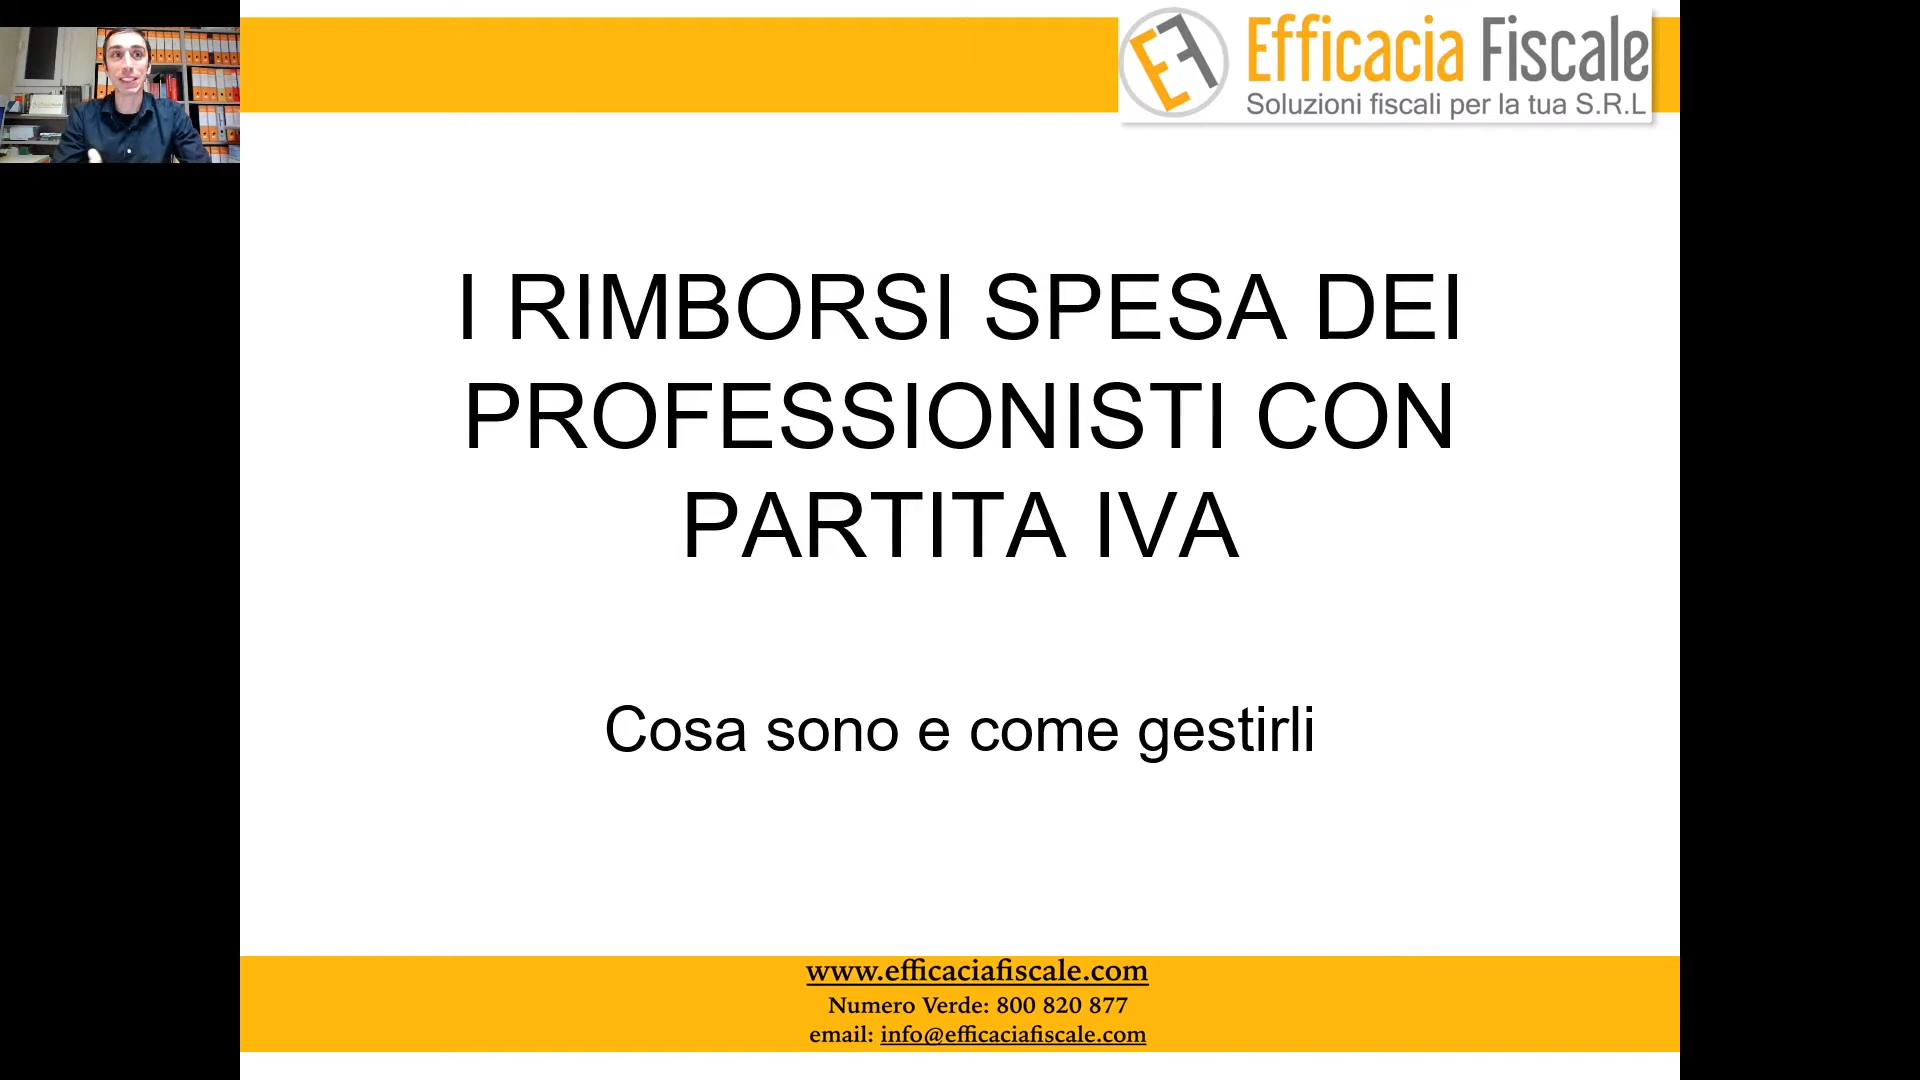 Efficacia Fiscale
Soluzioni fiscali per la tua S.R.L
I RIMBORSI SPESA DEI
PROFESSIONISTI CON
PARTITA IVA
Cosa sono e come gestirli
www.efficaciafiscale.com
Numero Verde: 800 820 877
email: info@efficaciafiscale.com